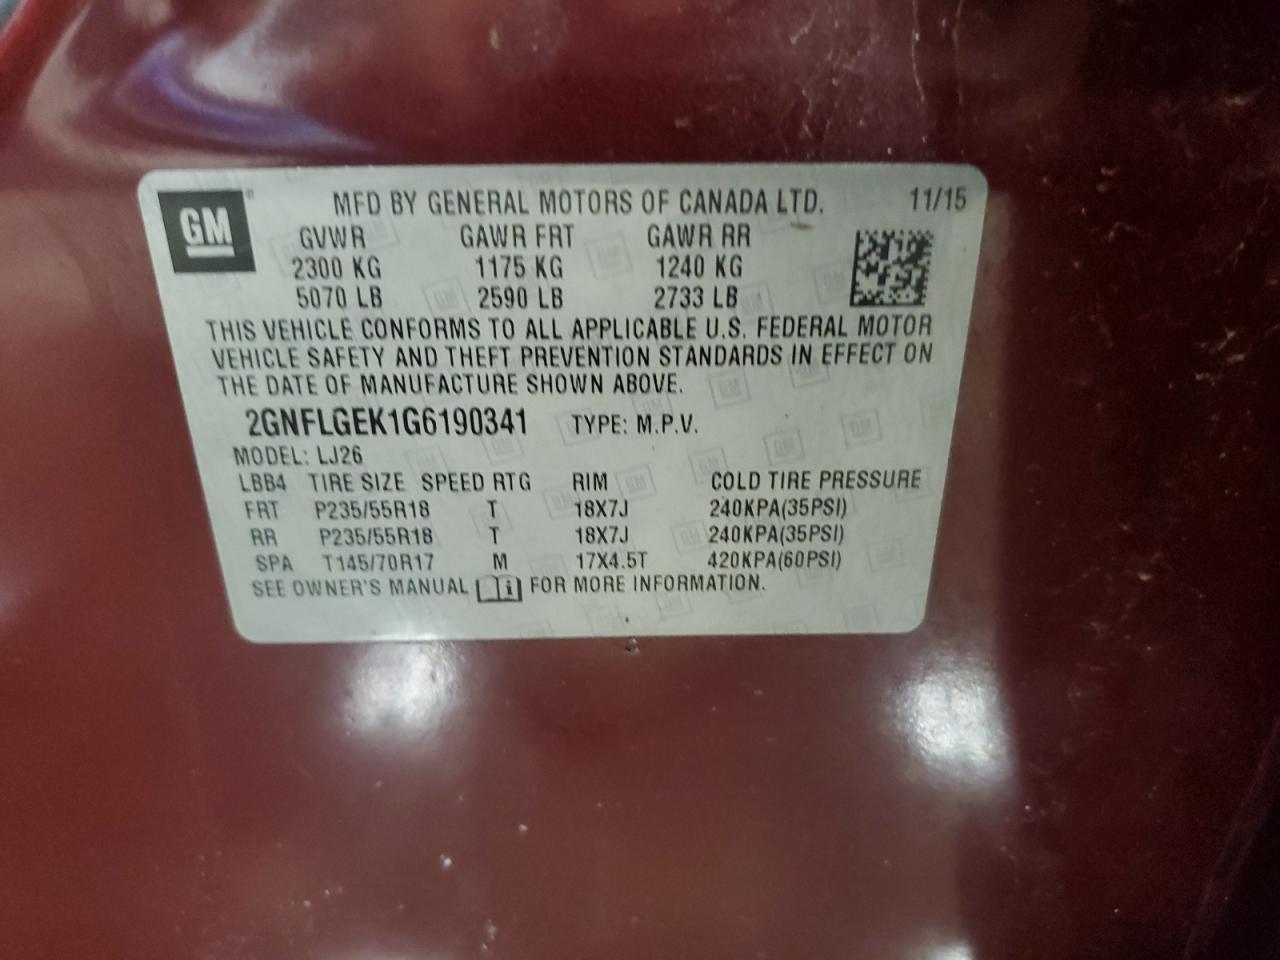 GM MFD BY GENERAL MOTORS OF CANADA LTD. 11/15
GVWR GAWR FRT GAWR RR
2300 KG 1175 KG 1240 KG
5070 LB 2590 LB 2733 LB
THIS VEHICLE CONFORMS TO ALL APPLICABLE U.S. FEDERAL MOTOR
VEHICLE SAFETY AND THEFT PREVENTION STANDARDS IN EFFECT ON
THE DATE OF MANUFACTURE SHOWN ABOVE.
2GNFLGEK1G6190341 TYPE: M.P.V.
MODEL: LJ26
LBB4 TIRE SIZE SPEED RTG RIM COLD TIRE PRESSURE
FRT P235/55R18 T 18X7J 240KPA(35PSI)
RR P235/55R18 T 18X7J 240KPA(35PSI)
SPA T145/70R17 M 17X4.5T 420KPA(60PSI)
SEE OWNER'S MANUAL i FOR MORE INFORMATION.